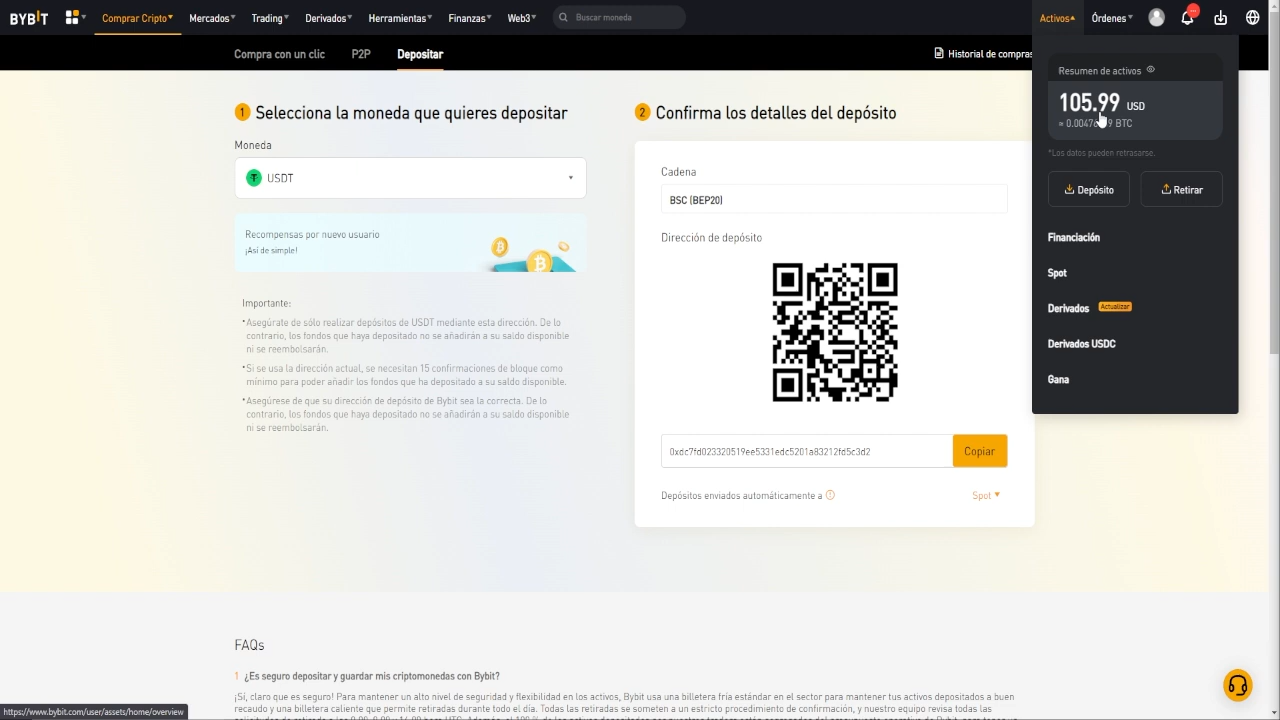 BYBIT Comprar Cripto Mercados Trading Derivados Herramientas Finanzas Web3 Buscar moneda Activos Órdenes
Compra con un clic P2P Depositar Historial de compras
Resumen de activos
105.99 USD
BTC
*Los datos pueden retrasarse.
Depósito Retirar
Financiación
Spot
Derivados Actualizar
Derivados USDC
Gana
1 Selecciona la moneda que quieres depositar
Moneda
USDT
Recompensas por nuevo usuario
¡Así de simple!
Importante:
•Asegúrate de sólo realizar depósitos de USDT mediante esta dirección. De lo
contrario, los fondos que haya depositado no se añadirán a su saldo disponible
ni se reembolsarán.
•Si se usa la dirección actual, se necesitan 15 confirmaciones de bloque como
mínimo para poder añadir los fondos que ha depositado a su saldo disponible.
•Asegúrese de que su dirección de depósito de Bybit sea la correcta. De lo
contrario, los fondos que haya depositado no se añadirán a su saldo disponible
ni se reembolsarán.
2 Confirma los detalles del depósito
Cadena
BSC (BEP20)
Dirección de depósito
0xdc7fd023320519ee5331edc5201a83212fd5c3d2 Copiar
Depósitos enviados automáticamente a Spot
FAQs
1 ¿Es seguro depositar y guardar mis criptomonedas con Bybit?
¡Sí, claro que es seguro! Para mantener un alto nivel de seguridad y flexibilidad en los activos, Bybit usa una billetera fría estándar en el sector para mantener tus activos depositados a buen
recaudo y una billetera caliente que permite retiradas durante todo el día. Todas las retiradas se someten a un estricto procedimiento de confirmación, y nuestro equipo revisa todas las
https://www.bybit.com/user/assets/home/overview